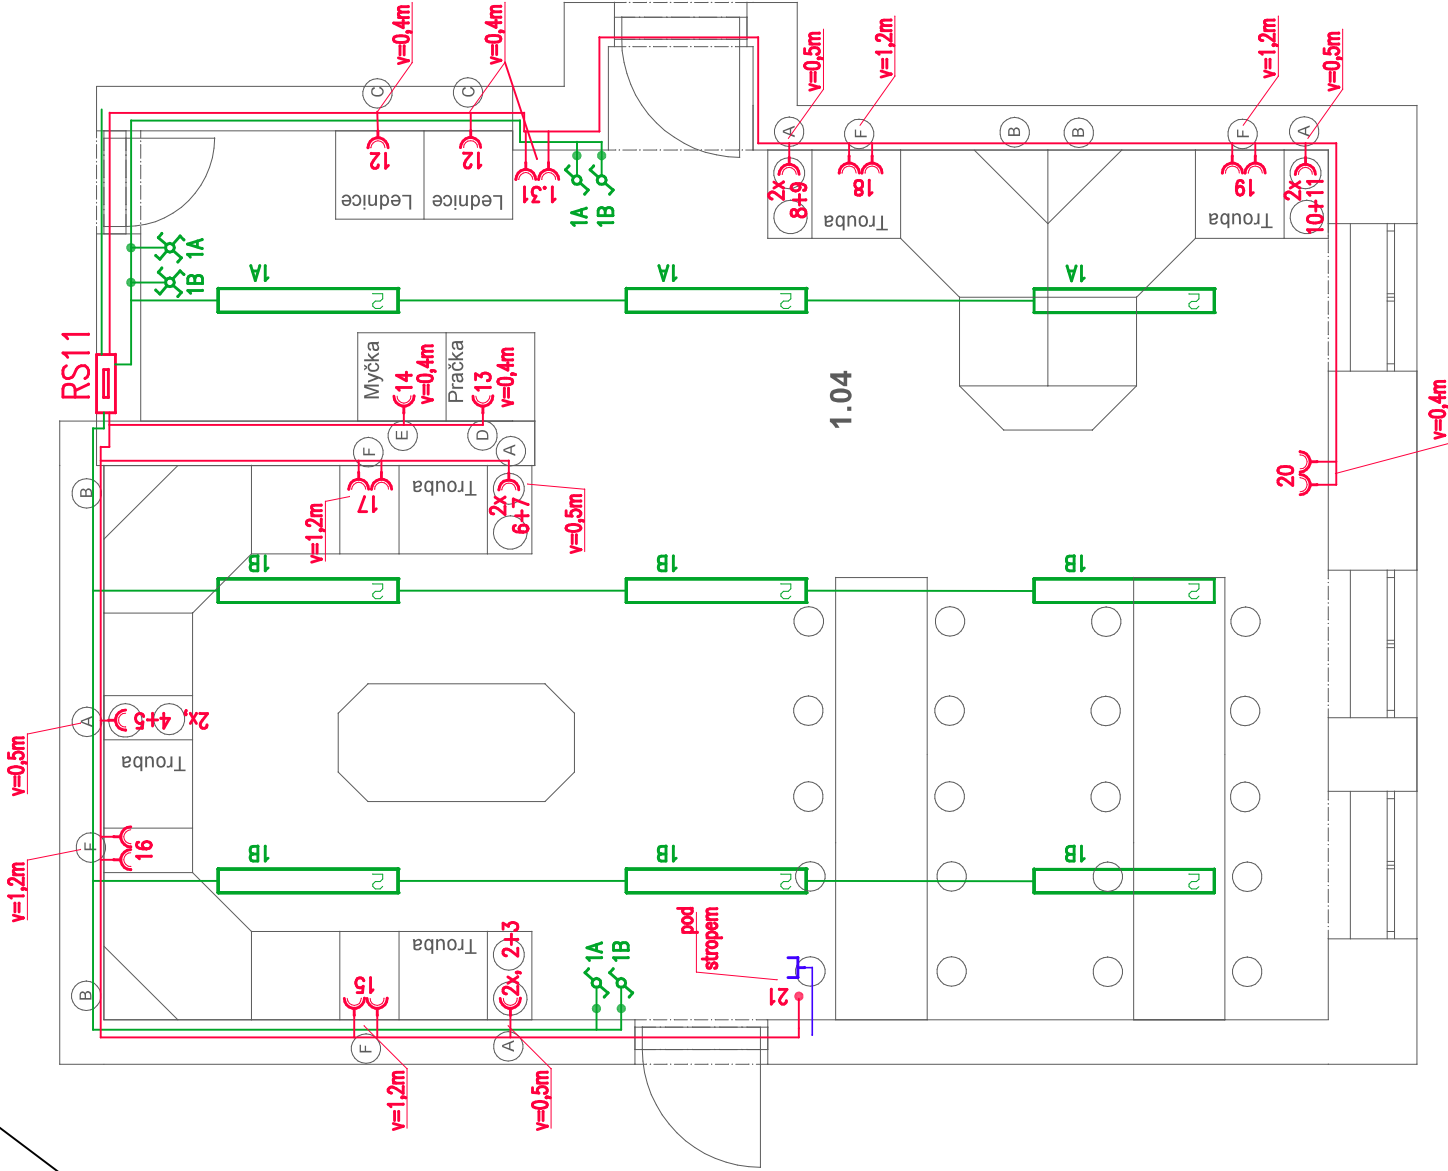 v=0,4m
v=0,4m
v=0,5m
v=1,2m
v=1,2m
v=0,5m
C
C
A
F
B
B
F
A
12
12
1.31
Lednice
Lednice
1A
1B
2x
8+9
18
Trouba
19
Trouba
2x
10+11
1A
1B
1A
1A
1A
RS11
Myčka
14
v=0,4m
Pračka
13
v=0,4m
1.04
E
D
A
F
B
17
Trouba
2x
6+7
v=1,2m
v=0,5m
20
v=0,4m
1B
1B
1B
A
4+5
2x,
v=0,5m
Trouba
F
16
v=1,2m
1B
1B
1B
B
15
Trouba
2x, 2+3
1A
1B
pod
stropem
21
F
A
v=1,2m
v=0,5m